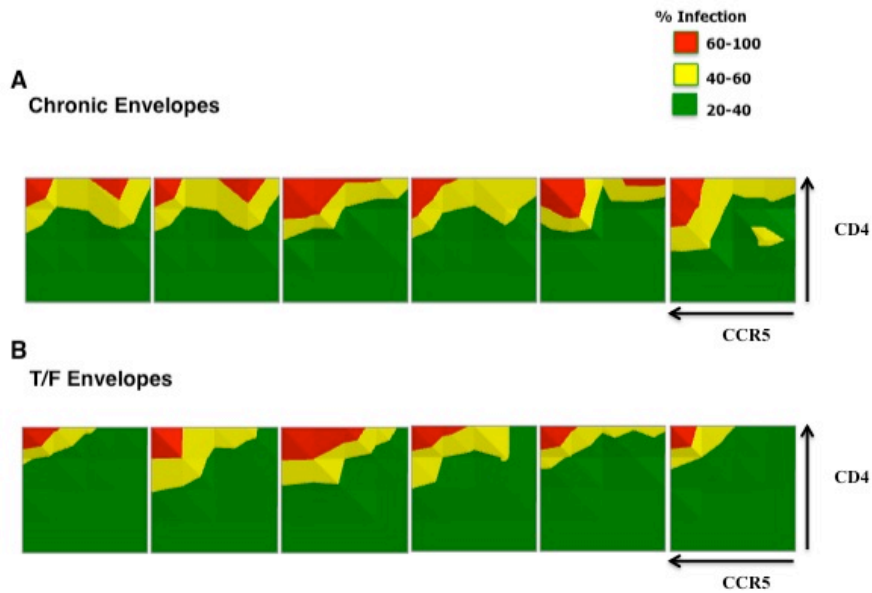 % Infection
60-100
40-60
20-40
A
Chronic Envelopes
CD4
CCR5
B
T/F Envelopes
CD4
CCR5